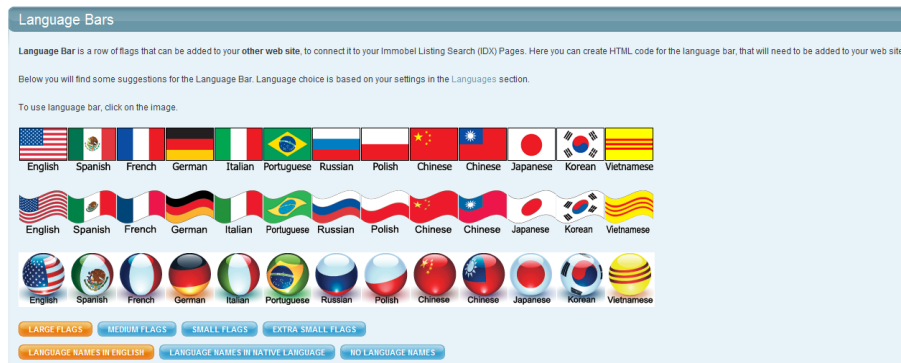 Language Bars
Language Bar is a row of flags that can be added to your other web site, to connect it to your Immobel Listing Search (IDX) Pages. Here you can create HTML code for the language bar, that will need to be added to your web site
Below you will find some suggestions for the Language Bar. Language choice is based on your settings in the Languages section.
To use language bar, click on the image.
English Spanish French German Italian Portuguese Russian Polish Chinese Chinese Japanese Korean Vietnamese
English Spanish French German Italian Portuguese Russian Polish Chinese Chinese Japanese Korean Vietnamese
English Spanish French German Italian Portuguese Russian Polish Chinese Chinese Japanese Korean Vietnamese
LARGE FLAGS MEDIUM FLAGS SMALL FLAGS EXTRA SMALL FLAGS
LANGUAGE NAMES IN ENGLISH LANGUAGE NAMES IN NATIVE LANGUAGE NO LANGUAGE NAMES